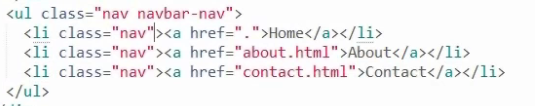 <ul class="nav navbar-nav">
<li class="nav"><a href=".">Home</a></li>
<li class="nav"><a href="about.html">About</a></li>
<li class="nav"><a href="contact.html">Contact</a></li>
</ul>